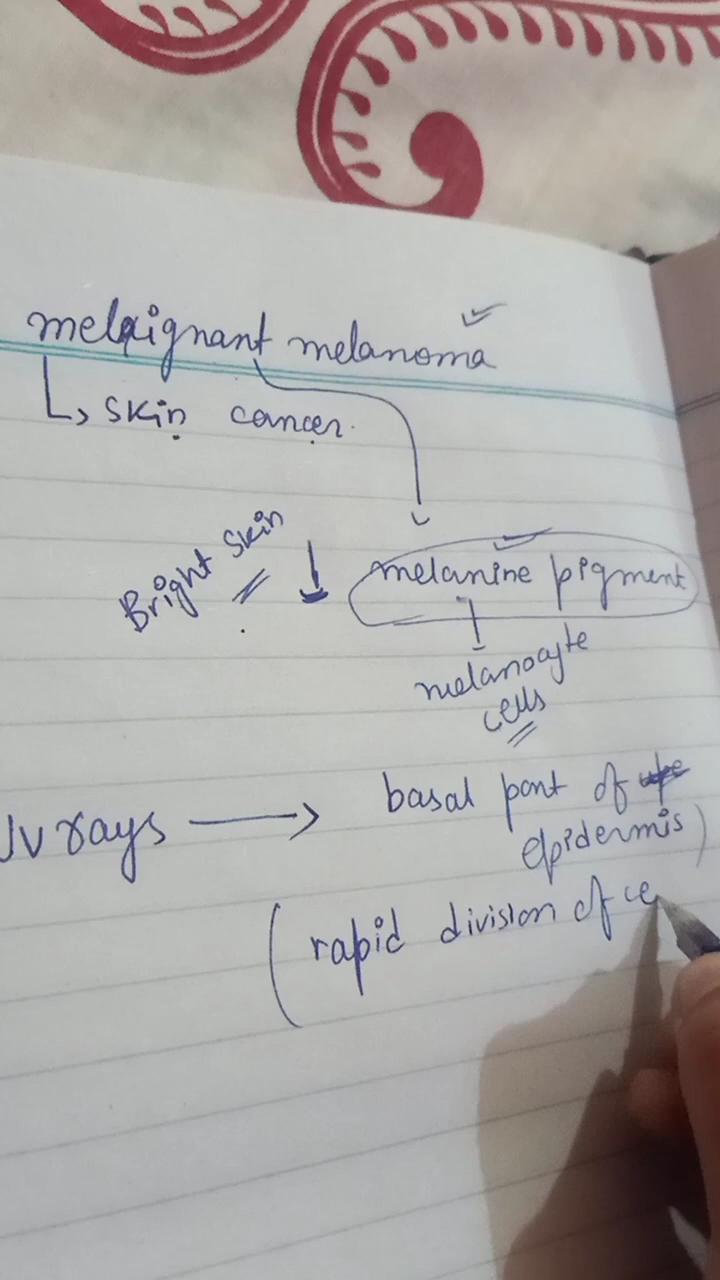 melignant melanoma
↳ skin cancer.
Bright skin
↓ melanine pigment
melanocyte
cells
UV rays → basal part of
epidermis)
(rapid division of ce